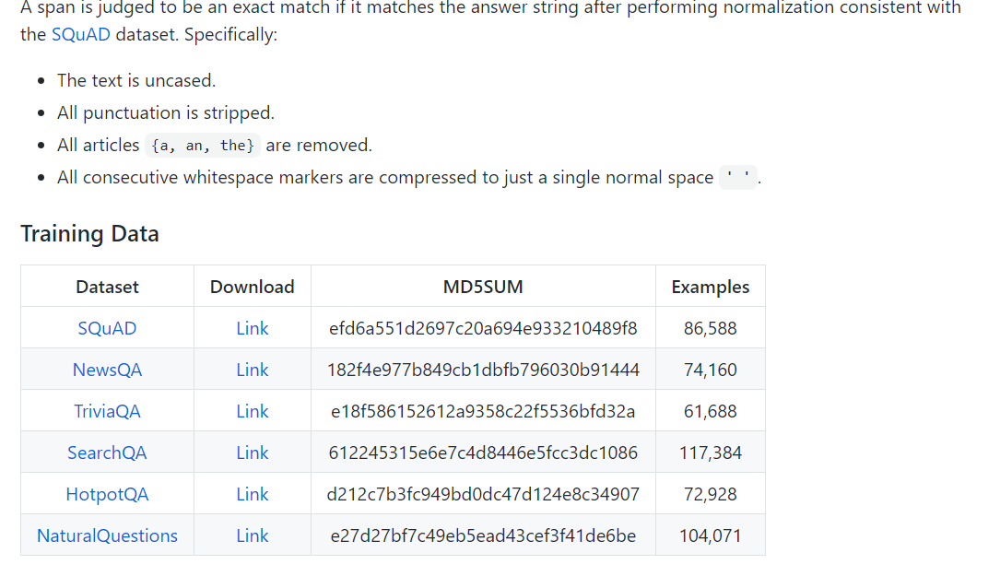 A span is judged to be an exact match if it matches the answer string after performing normalization consistent with
the SQuAD dataset. Specifically:
• The text is uncased.
• All punctuation is stripped.
• All articles {a, an, the} are removed.
• All consecutive whitespace markers are compressed to just a single normal space ' '.
Training Data
Dataset Download MD5SUM Examples
SQuAD Link efd6a551d2697c20a694e933210489f8 86,588
NewsQA Link 182f4e977b849cb1dbfb796030b91444 74,160
TriviaQA Link e18f586152612a9358c22f5536bfd32a 61,688
SearchQA Link 612245315e6e7c4d8446e5fcc3dc1086 117,384
HotpotQA Link d212c7b3fc949bd0dc47d124e8c34907 72,928
NaturalQuestions Link e27d27bf7c49eb5ead43cef3f41de6be 104,071